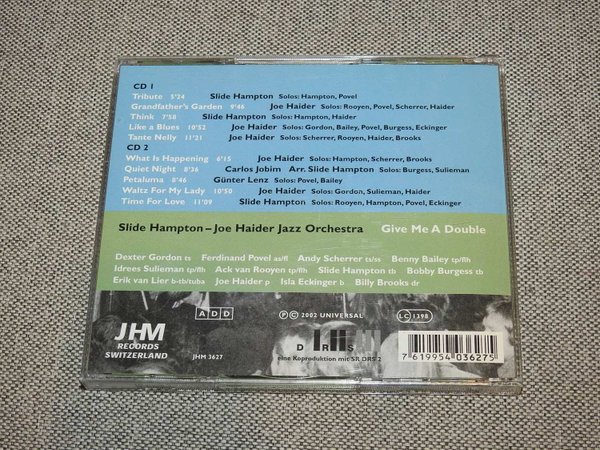 CD 1
Tribute 5'24 Slide Hampton Solos: Hampton, Povel
Grandfather's Garden 9'46 Joe Haider Solos: Rooyen, Povel, Scherrer, Haider
Think 7'58 Slide Hampton Solos: Hampton, Haider
Like a Blues 10'52 Joe Haider Solos: Gordon, Bailey, Povel, Burgess, Eckinger
Tante Nelly 11'21 Joe Haider Solos: Scherrer, Rooyen, Haider, Brooks
CD 2
What Is Happening 6'15 Joe Haider Solos: Hampton, Scherrer, Brooks
Quiet Night 8'36 Carlos Jobim Arr. Slide Hampton Solos: Burgess, Sulieman
Petaluma 8'46 Günter Lenz Solos: Povel, Bailey
Waltz For My Lady 10'50 Joe Haider Solos: Gordon, Sulieman, Haider
Time For Love 11'09 Slide Hampton Solos: Rooyen, Hampton, Povel, Eckinger
Slide Hampton – Joe Haider Jazz Orchestra Give Me A Double
Dexter Gordon ts Ferdinand Povel as/fl Andy Scherrer ts/ss Benny Bailey tp/flh
Idrees Sulieman tp/flh Ack van Rooyen tp/flh Slide Hampton tb Bobby Burgess tb
Erik van Lier b-tb/tuba Joe Haider p Isla Eckinger b Billy Brooks dr
JHM
RECORDS
SWITZERLAND
ADD
JHM 3627
℗ © 2002 UNIVERSAL
DRS
eine Koproduktion mit SR DRS 2
LC 1398
7 619954 036275